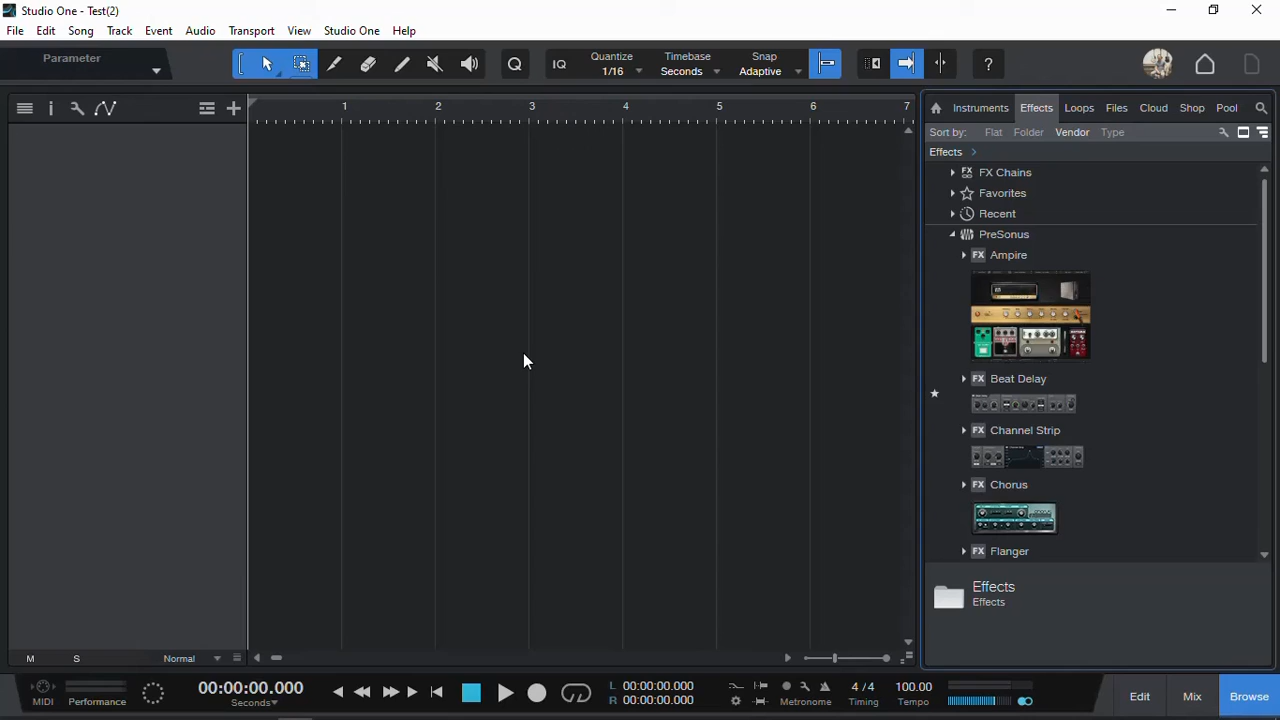 Studio One - Test(2)
File Edit Song Track Event Audio Transport View Studio One Help
Parameter
IQ
Quantize
1/16
Timebase
Seconds
Snap
Adaptive
?
1 2 3 4 5 6 7
Instruments Effects Loops Files Cloud Shop Pool
Sort by: Flat Folder Vendor Type
Effects
FX Chains
Favorites
Recent
PreSonus
FX Ampire
FX Beat Delay
FX Channel Strip
FX Chorus
FX Flanger
Effects
Effects
M S Normal
MIDI
Performance
00:00:00.000
Seconds
L 00:00:00.000
R 00:00:00.000
Metronome
4 / 4
Timing
100.00
Tempo
Edit Mix Browse